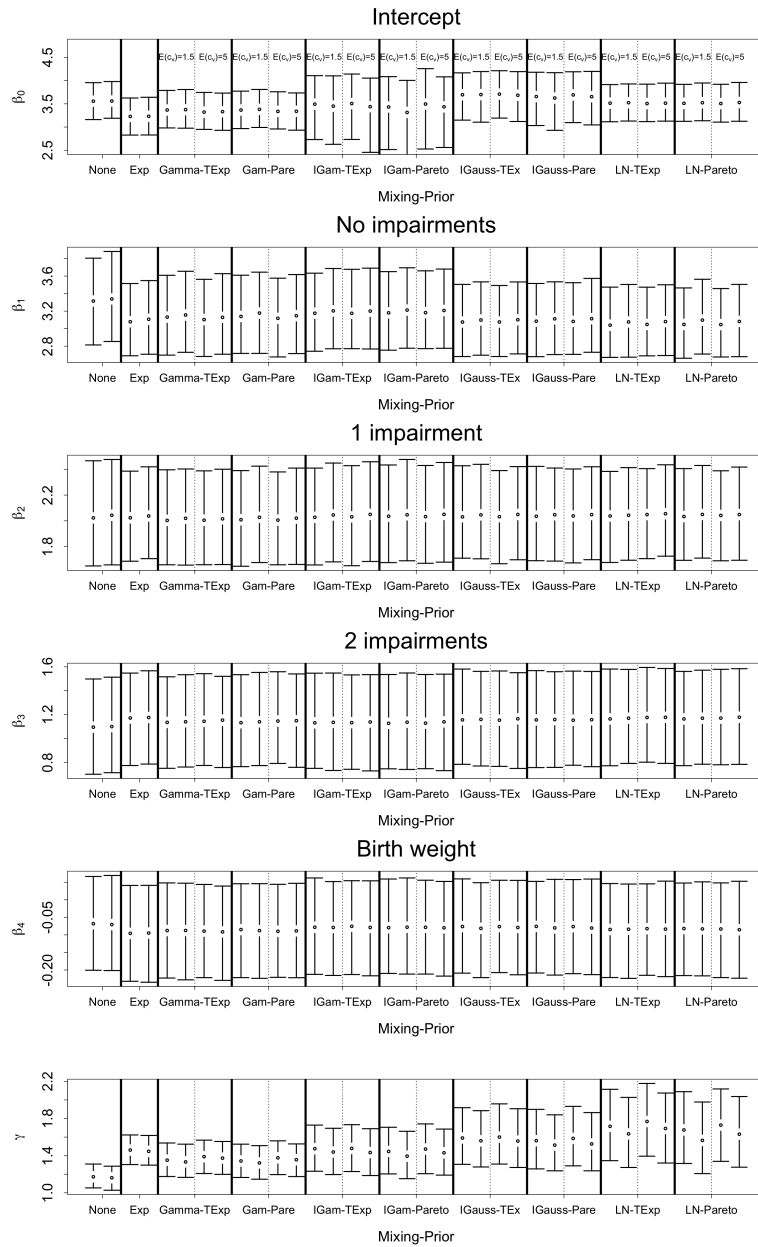 Intercept
E(cv)=1.5 E(cv)=5 E(cv)=1.5 E(cv)=5 E(cv)=1.5 E(cv)=5 E(cv)=1.5 E(cv)=5 E(cv)=1.5 E(cv)=5 E(cv)=1.5 E(cv)=5 E(cv)=1.5 E(cv)=5 E(cv)=1.5 E(cv)=5
β0
4.5
3.5
2.5
None Exp Gamma-TExp Gam-Pare IGam-TExp IGam-Pareto IGauss-TEx IGauss-Pare LN-TExp LN-Pareto
Mixing-Prior
No impairments
β1
3.6
3.2
2.8
None Exp Gamma-TExp Gam-Pare IGam-TExp IGam-Pareto IGauss-TEx IGauss-Pare LN-TExp LN-Pareto
Mixing-Prior
1 impairment
β2
2.2
1.8
None Exp Gamma-TExp Gam-Pare IGam-TExp IGam-Pareto IGauss-TEx IGauss-Pare LN-TExp LN-Pareto
Mixing-Prior
2 impairments
β3
1.6
1.2
0.8
None Exp Gamma-TExp Gam-Pare IGam-TExp IGam-Pareto IGauss-TEx IGauss-Pare LN-TExp LN-Pareto
Mixing-Prior
Birth weight
β4
-0.05
-0.20
None Exp Gamma-TExp Gam-Pare IGam-TExp IGam-Pareto IGauss-TEx IGauss-Pare LN-TExp LN-Pareto
Mixing-Prior
γ
2.2
1.8
1.4
1.0
None Exp Gamma-TExp Gam-Pare IGam-TExp IGam-Pareto IGauss-TEx IGauss-Pare LN-TExp LN-Pareto
Mixing-Prior